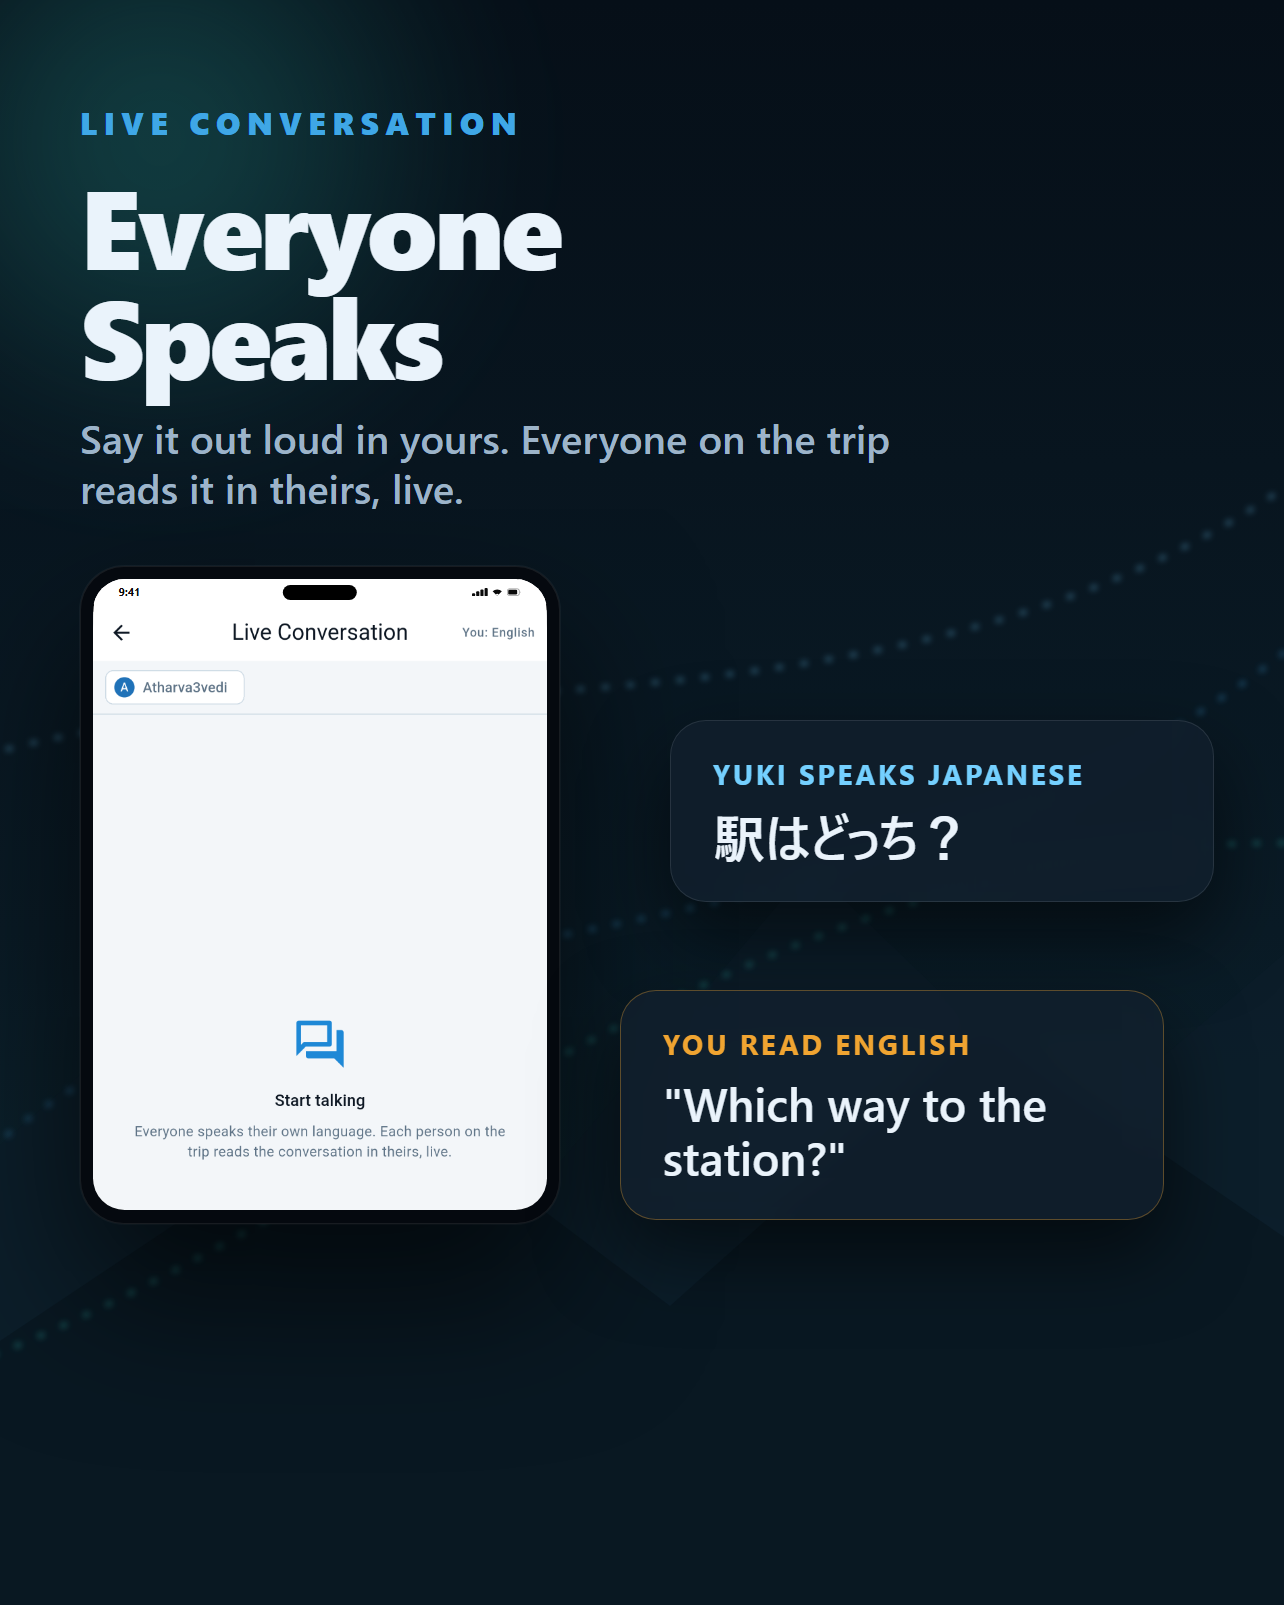 LIVE CONVERSATION
Everyone
Speaks
Say it out loud in yours. Everyone on the trip
reads it in theirs, live.
9:41
Live Conversation
You: English
A
Atharva3vedi
Start talking
Everyone speaks their own language. Each person on the
trip reads the conversation in theirs, live.
YUKI SPEAKS JAPANESE
駅はどっち？
YOU READ ENGLISH
"Which way to the
station?"